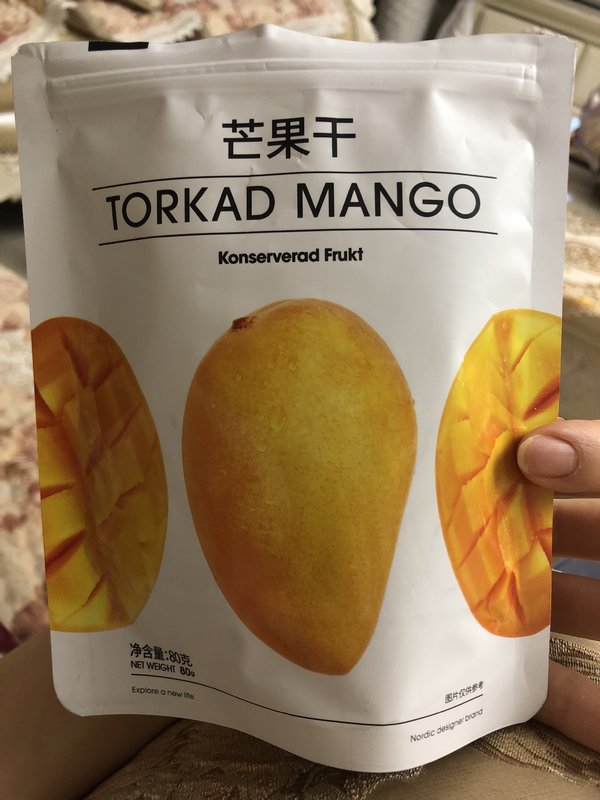 芒果干
TORKAD MANGO
Konserverad Frukt
净含量:80克
NET WEIGHT 80g
Explore a new life
图片仅供参考
Nordic designer brand